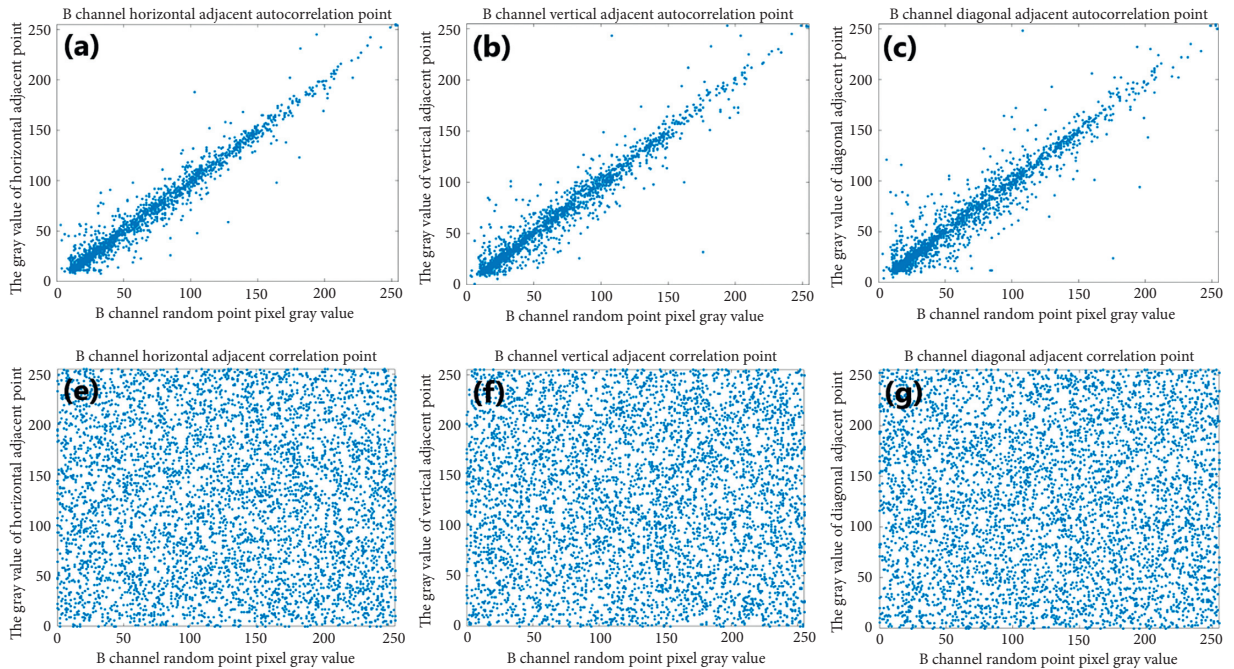 B channel horizontal adjacent autocorrelation point
(a)
The gray value of horizontal adjacent point
250
200
150
100
50
0
0 50 100 150 200 250
B channel random point pixel gray value
B channel vertical adjacent autocorrelation point
(b)
The gray value of vertical adjacent point
250
200
150
100
50
0
0 50 100 150 200 250
B channel random point pixel gray value
B channel diagonal adjacent autocorrelation point
(c)
The gray value of diagonal adjacent point
250
200
150
100
50
0
0 50 100 150 200 250
B channel random point pixel gray value
B channel horizontal adjacent correlation point
(e)
The gray value of horizontal adjacent point
250
200
150
100
50
0
0 50 100 150 200 250
B channel random point pixel gray value
B channel vertical adjacent correlation point
(f)
The gray value of vertical adjacent point
250
200
150
100
50
0
0 50 100 150 200 250
B channel random point pixel gray value
B channel diagonal adjacent correlation point
(g)
The gray value of diagonal adjacent point
250
200
150
100
50
0
0 50 100 150 200 250
B channel random point pixel gray value